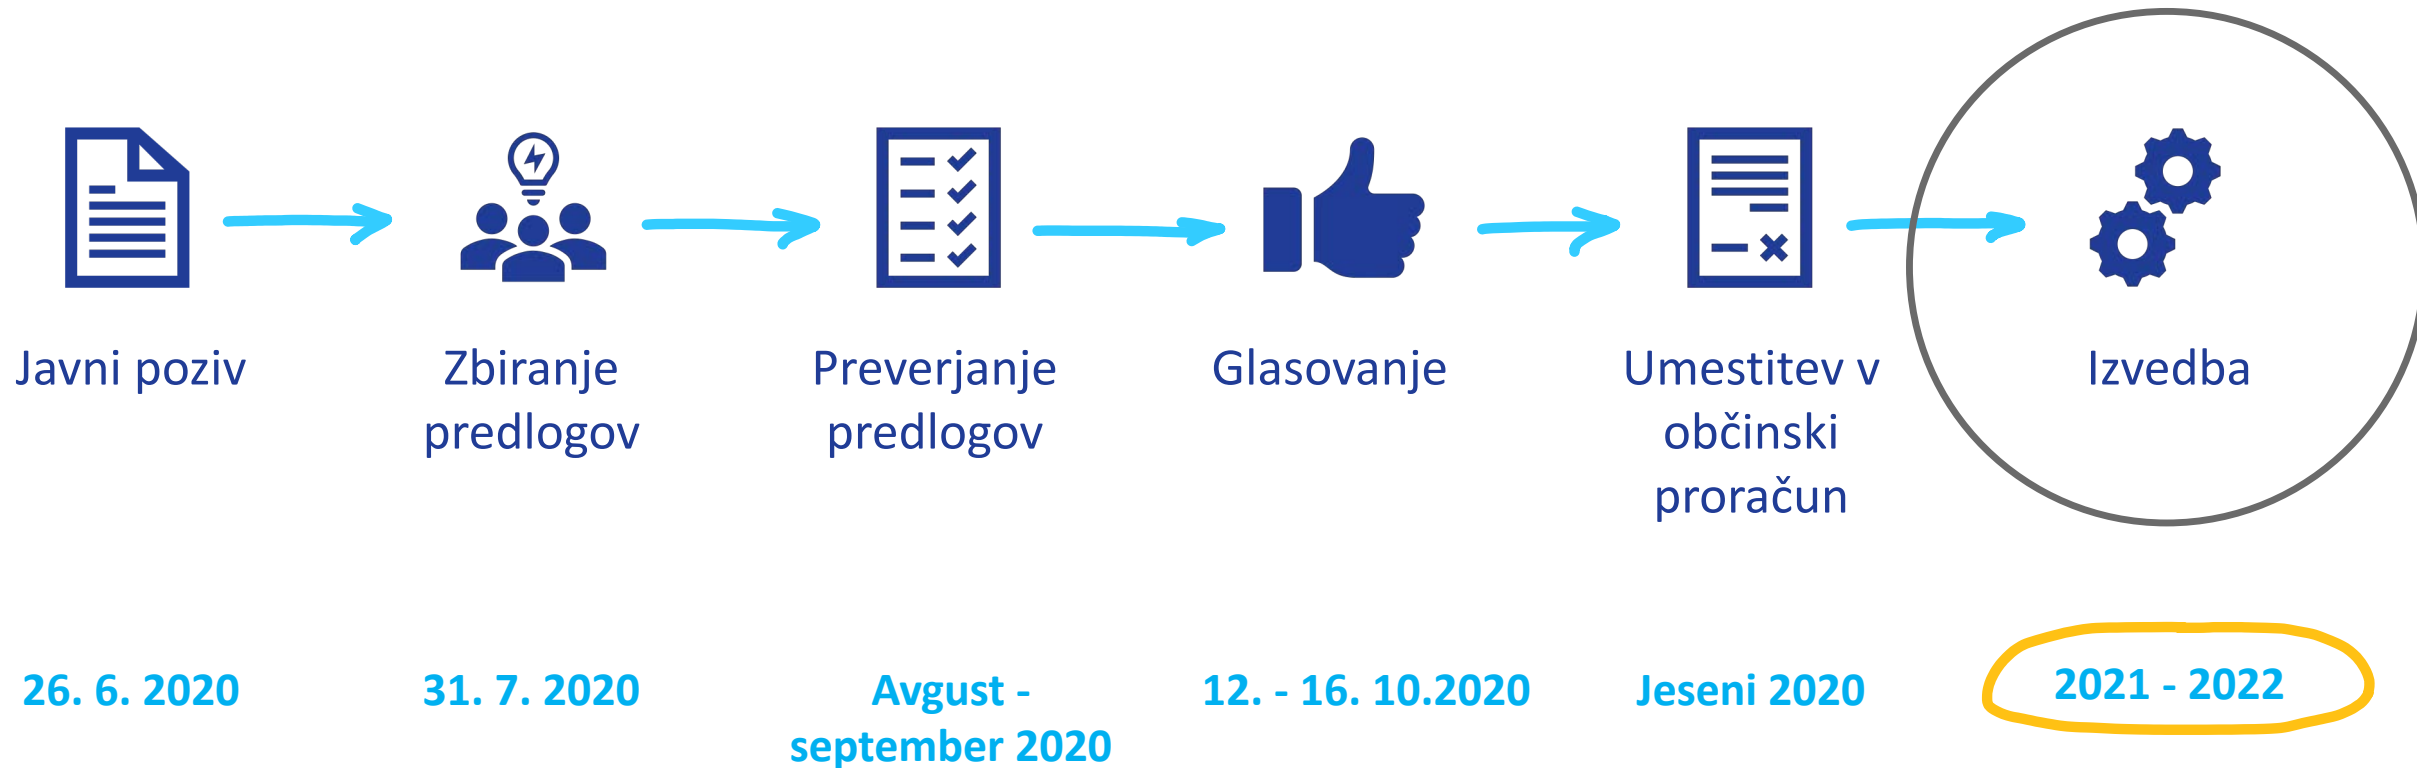 Javni poziv
Zbiranje
predlogov
Preverjanje
predlogov
Glasovanje
Umestitev v
občinski
proračun
Izvedba
26. 6. 2020
31. 7. 2020
Avgust -
september 2020
12. - 16. 10.2020
Jeseni 2020
2021 - 2022